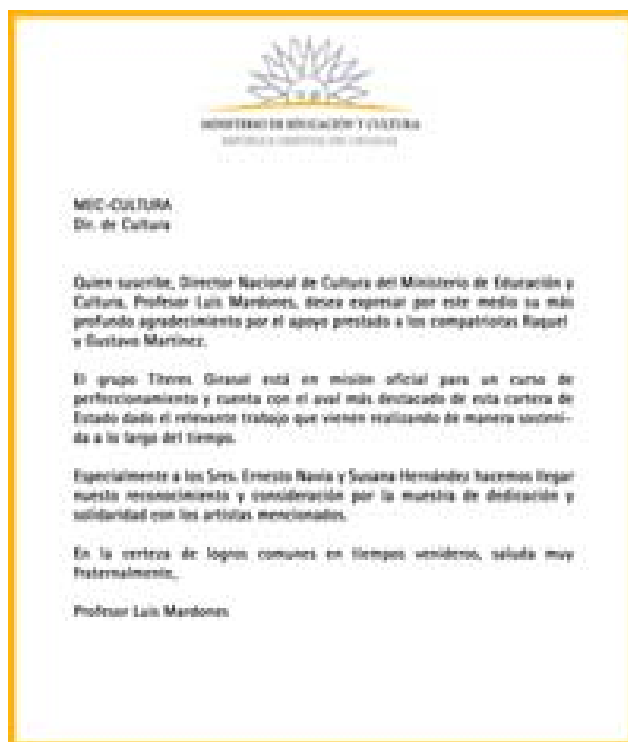 MINISTERIO DE EDUCACIÓN Y CULTURA
REPÚBLICA ORIENTAL DEL URUGUAY
MEC-CULTURA
Dir. de Cultura
Quien suscribe, Director Nacional de Cultura del Ministerio de Educación y
Cultura, Profesor Luis Mardones, desea expresar por este medio su más
profundo agradecimiento por el apoyo prestado a los compatriotas Raquel
y Gustavo Martínez.
El grupo Títeres Girasol está en misión oficial para un curso de
perfeccionamiento y cuenta con el aval más destacado de esta cartera de
Estado dado el relevante trabajo que vienen realizando de manera sosteni-
da a lo largo del tiempo.
Especialmente a los Sres. Ernesto Navia y Susana Hernández hacemos llegar
nuesto reconocimiento y consideración por la muestra de dedicación y
solidaridad con los artistas mencionados.
En la certeza de logros comunes en tiempos venideros, saluda muy
fraternalmente,
Profesor Luis Mardones